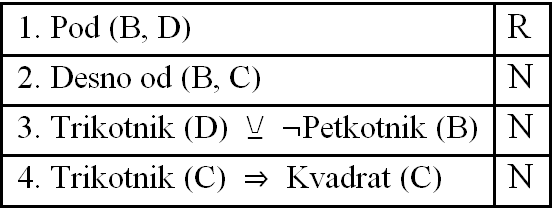 1. Pod (B, D) R
2. Desno od (B, C) N
3. Trikotnik (D) ⊻ ¬Petkotnik (B) N
4. Trikotnik (C) ⇒ Kvadrat (C) N